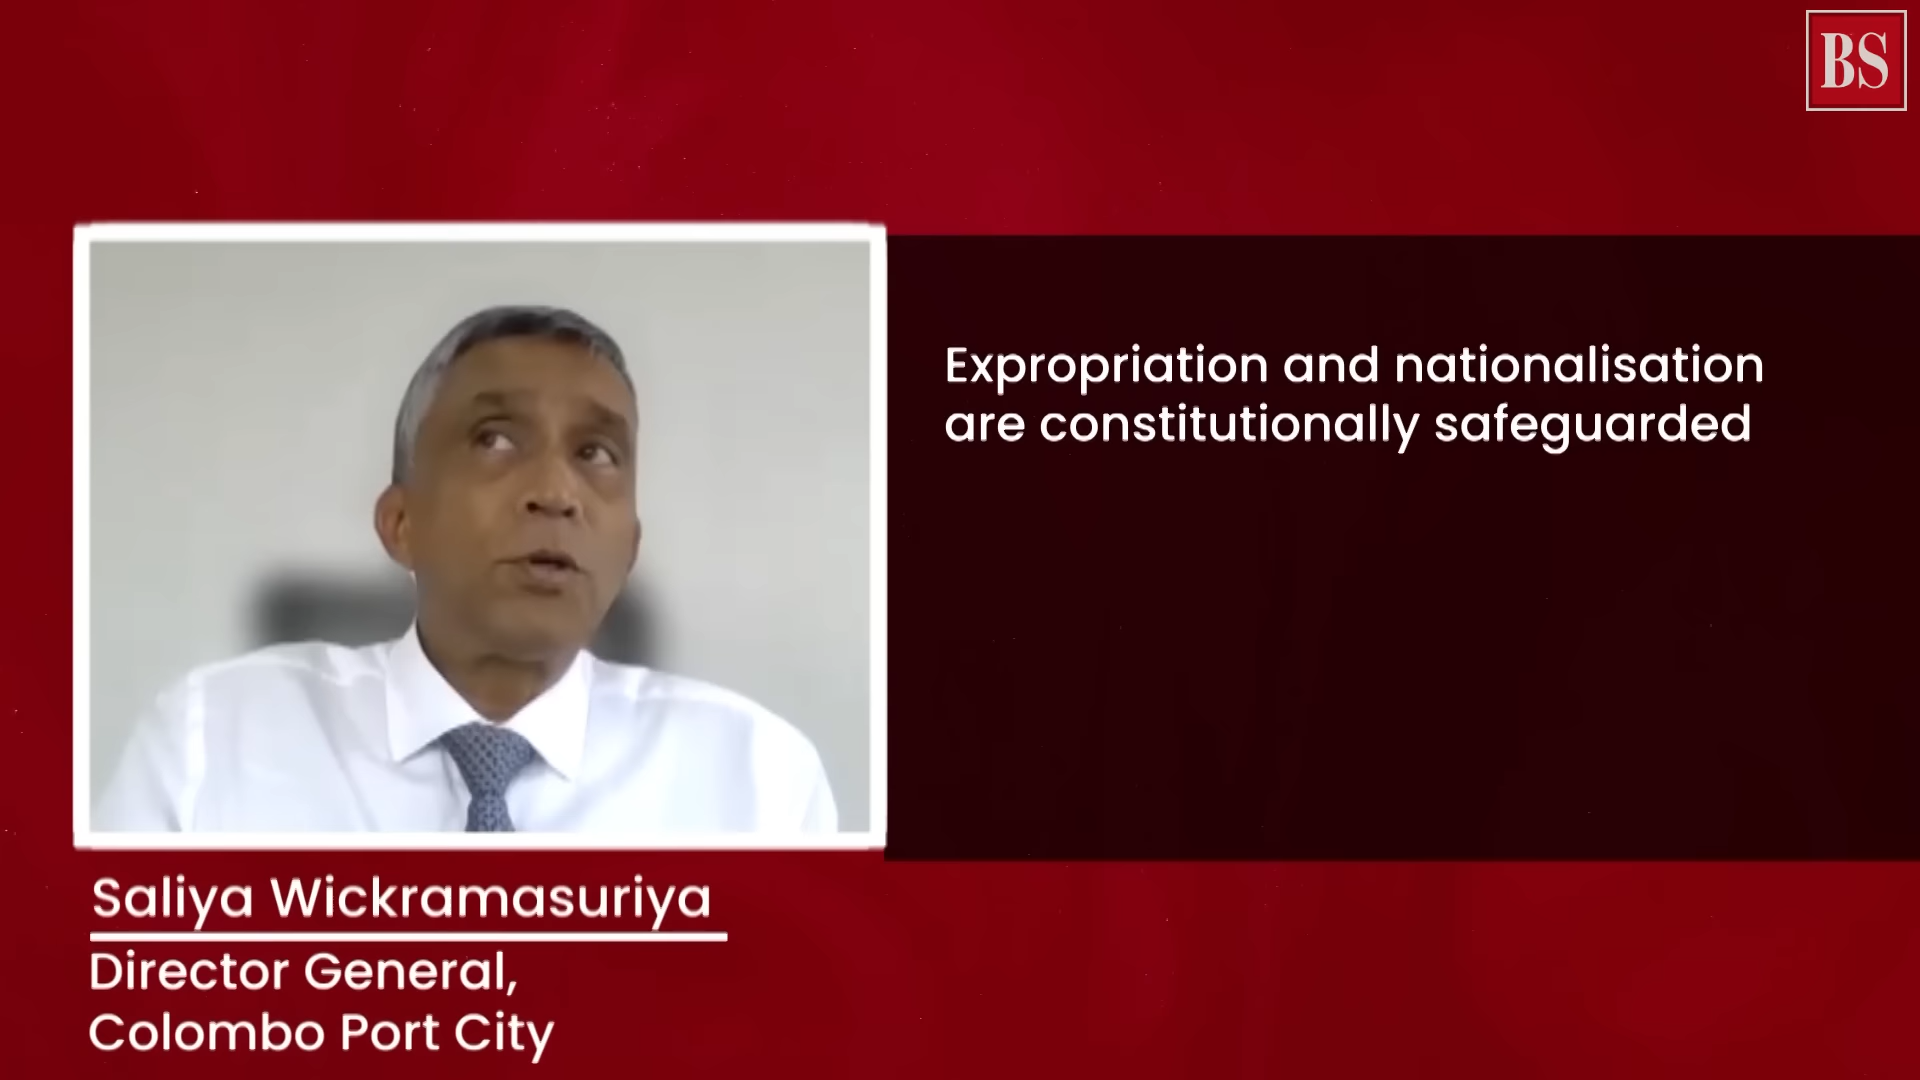 BS
Expropriation and nationalisation
are constitutionally safeguarded
Saliya Wickramasuriya
Director General,
Colombo Port City